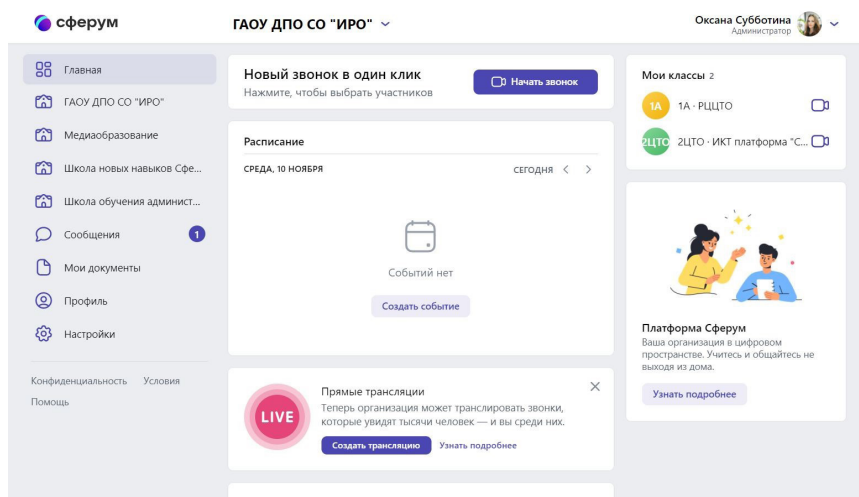 сферум
ГАОУ ДПО СО "ИРО"
Оксана Субботина
Администратор
Главная
ГАОУ ДПО СО "ИРО"
Медиаобразование
Школа новых навыков Сфе...
Школа обучения админист...
Сообщения
1
Мои документы
Профиль
Настройки
Конфиденциальность Условия
Помощь
Новый звонок в один клик
Нажмите, чтобы выбрать участников
Начать звонок
Расписание
СРЕДА, 10 НОЯБРЯ
СЕГОДНЯ
Событий нет
Создать событие
LIVE
Прямые трансляции
Теперь организация может транслировать звонки,
которые увидят тысячи человек — и вы среди них.
Создать трансляцию Узнать подробнее
Мои классы 2
1А
1А · РЦЦТО
2ЦТО
2ЦТО · ИКТ платформа "С...
Платформа Сферум
Ваша организация в цифровом
пространстве. Учитесь и общайтесь не
выходя из дома.
Узнать подробнее